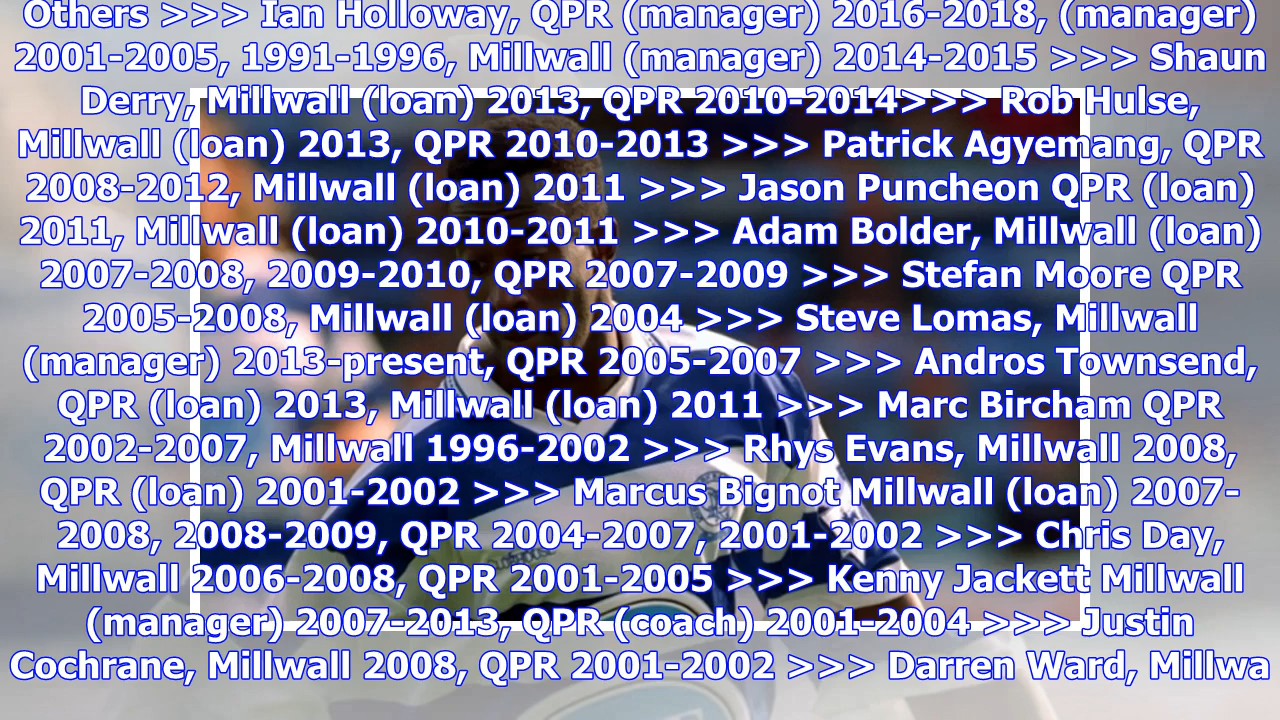 Others >>> Ian Holloway, QPR (manager) 2016-2018, (manager)
2001-2005, 1991-1996, Millwall (manager) 2014-2015 >>> Shaun
Derry, Millwall (loan) 2013, QPR 2010-2014>>> Rob Hulse,
Millwall (loan) 2013, QPR 2010-2013 >>> Patrick Agyemang, QPR
2008-2012, Millwall (loan) 2011 >>> Jason Puncheon QPR (loan)
2011, Millwall (loan) 2010-2011 >>> Adam Bolder, Millwall (loan)
2007-2008, 2009-2010, QPR 2007-2009 >>> Stefan Moore QPR
2005-2008, Millwall (loan) 2004 >>> Steve Lomas, Millwall
(manager) 2013-present, QPR 2005-2007 >>> Andros Townsend,
QPR (loan) 2013, Millwall (loan) 2011 >>> Marc Bircham QPR
2002-2007, Millwall 1996-2002 >>> Rhys Evans, Millwall 2008,
QPR (loan) 2001-2002 >>> Marcus Bignot Millwall (loan) 2007-
2008, 2008-2009, QPR 2004-2007, 2001-2002 >>> Chris Day,
Millwall 2006-2008, QPR 2001-2005 >>> Kenny Jackett Millwall
(manager) 2007-2013, QPR (coach) 2001-2004 >>> Justin
Cochrane, Millwall 2008, QPR 2001-2002 >>> Darren Ward, Millwa